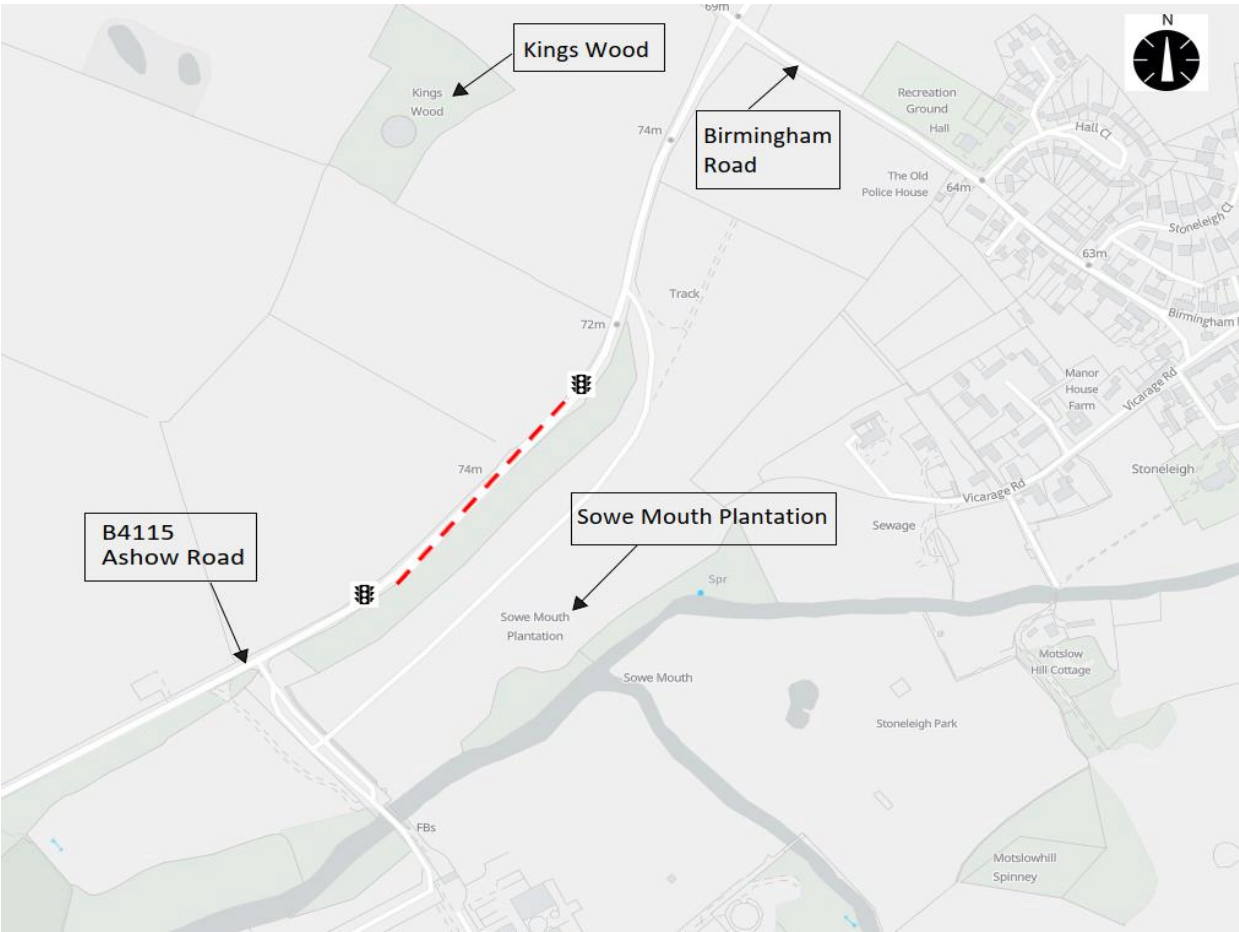 69m
N
Kings Wood
Kings
Wood
Recreation
Ground
Hall
Hall Ct
74m
Birmingham
Road
The Old
Police House
64m
Stoneleigh Cl
63m
Track
Birmingham
72m
Manor
House
Farm
Vicarage Rd
74m
Stoneleigh
Vicarage Rd
B4115
Ashow Road
Sowe Mouth Plantation
Sewage
Spr
Sowe Mouth
Plantation
Motslow
Hill Cottage
Sowe Mouth
Stoneleigh Park
FBs
Motslowhill
Spinney